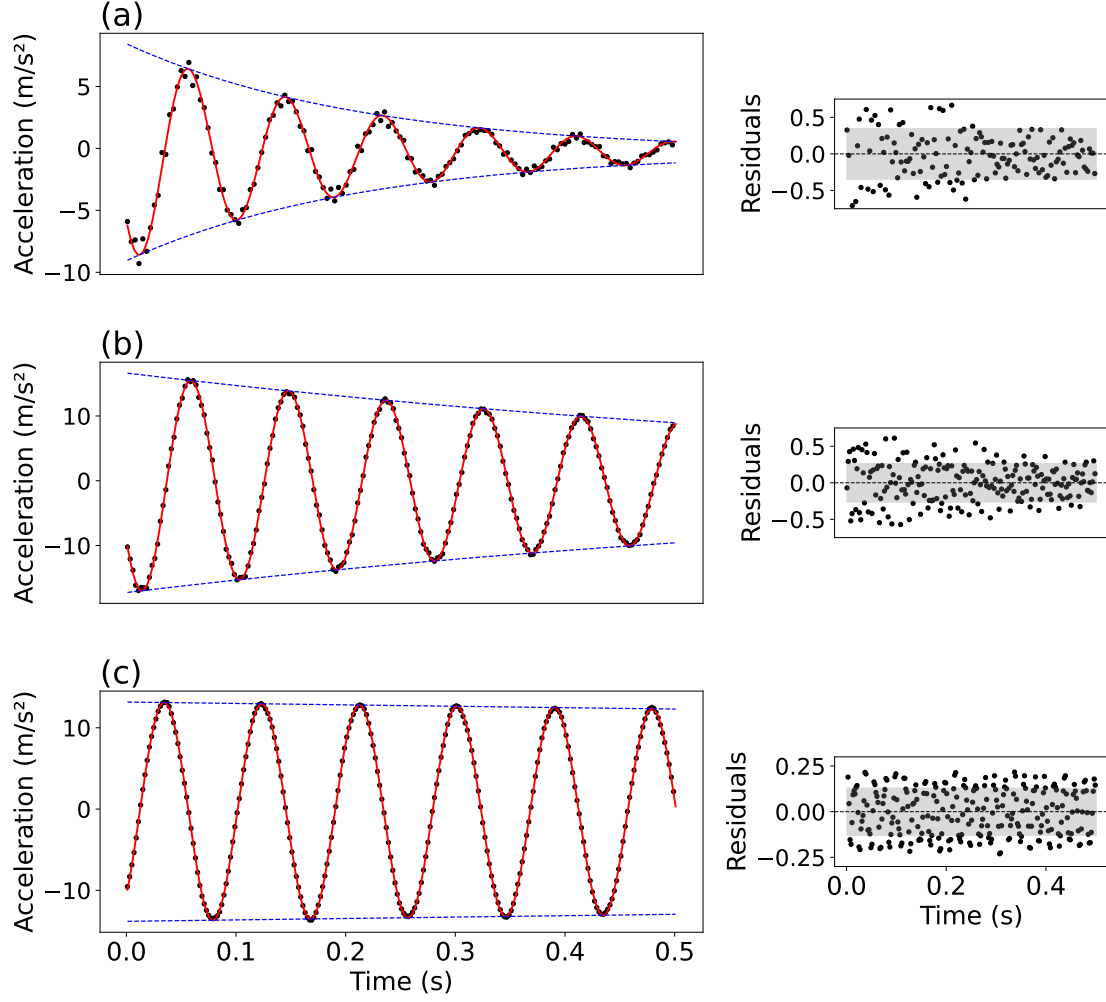 (a)
Acceleration (m/s²)
5
0
−5
−10
Residuals
0.5
0.0
−0.5
(b)
Acceleration (m/s²)
10
0
−10
Residuals
0.5
0.0
−0.5
(c)
Acceleration (m/s²)
10
0
−10
0.0 0.1 0.2 0.3 0.4 0.5
Time (s)
Residuals
0.25
0.00
−0.25
0.0 0.2 0.4
Time (s)